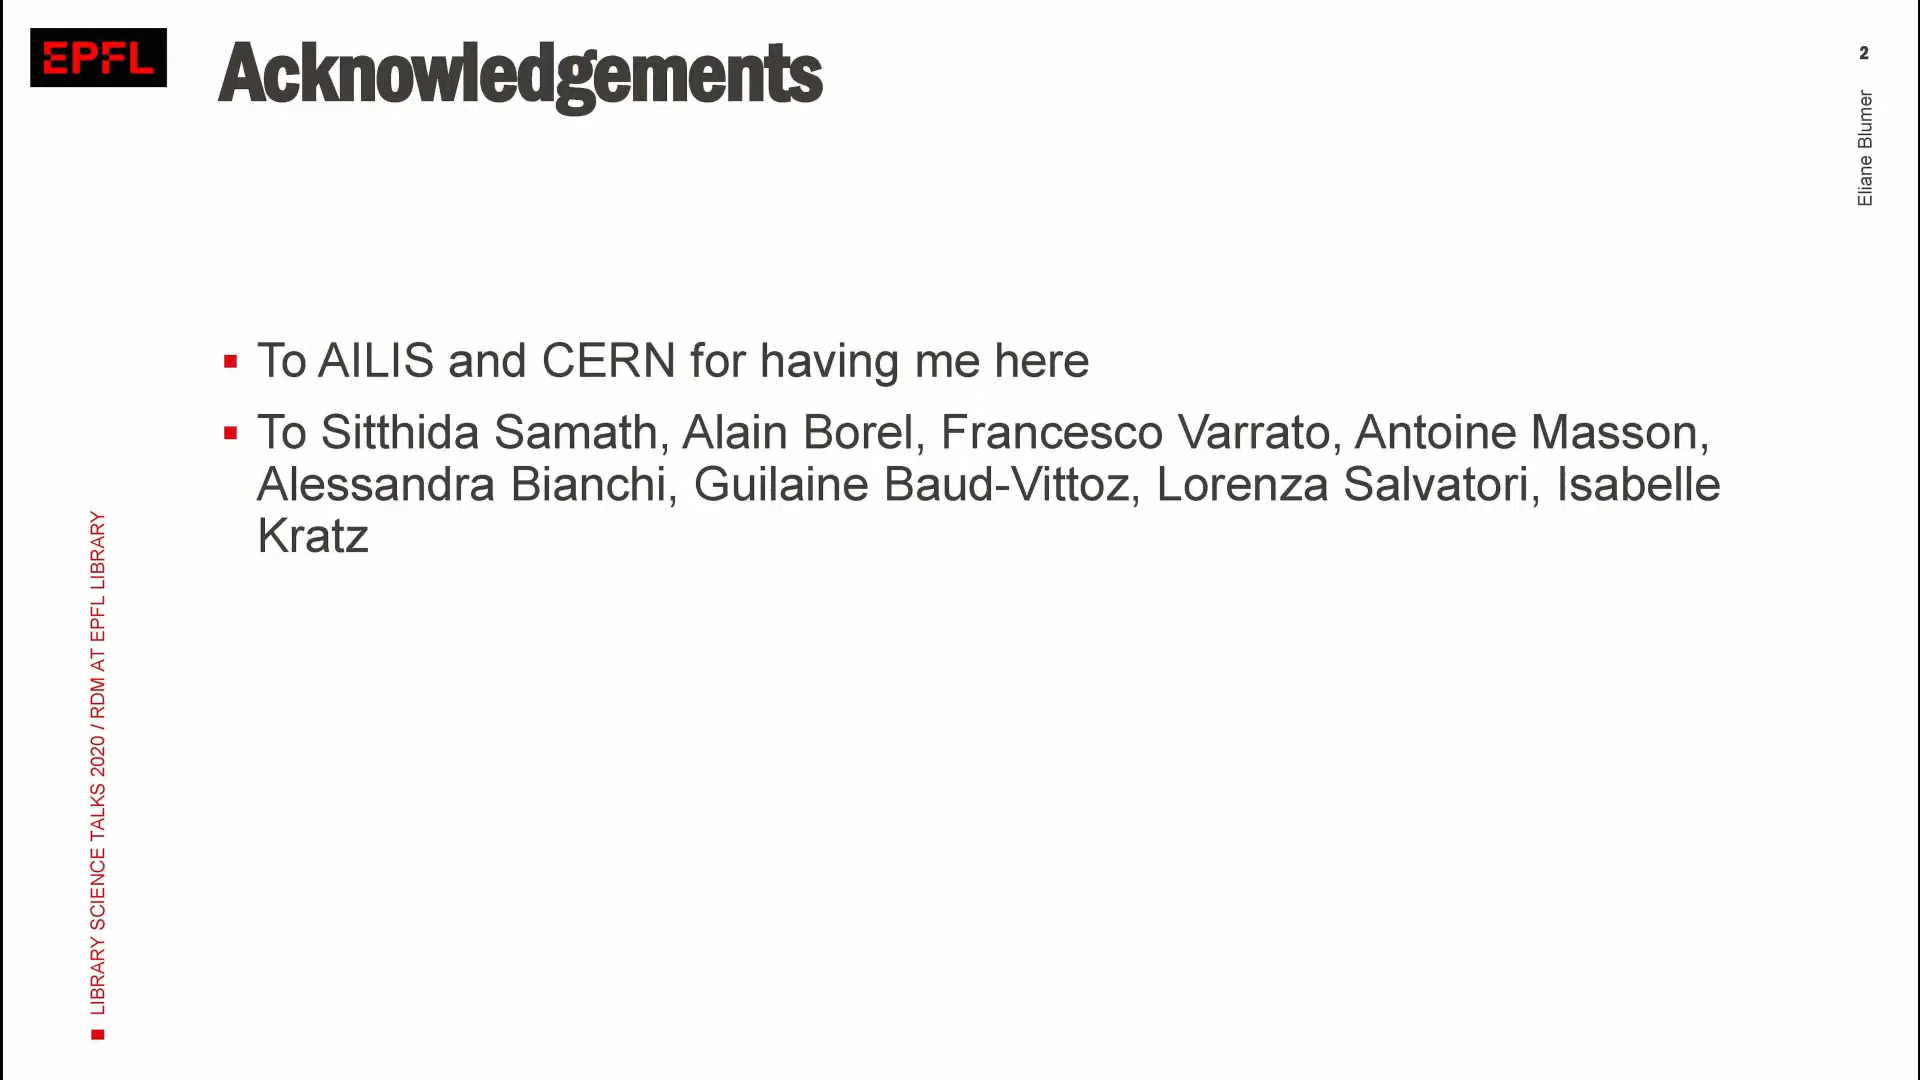 EPFL
Acknowledgements
2
Eliane Blumer
▪ To AILIS and CERN for having me here
▪ To Sitthida Samath, Alain Borel, Francesco Varrato, Antoine Masson,
Alessandra Bianchi, Guilaine Baud-Vittoz, Lorenza Salvatori, Isabelle
Kratz
LIBRARY SCIENCE TALKS 2020 / RDM AT EPFL LIBRARY